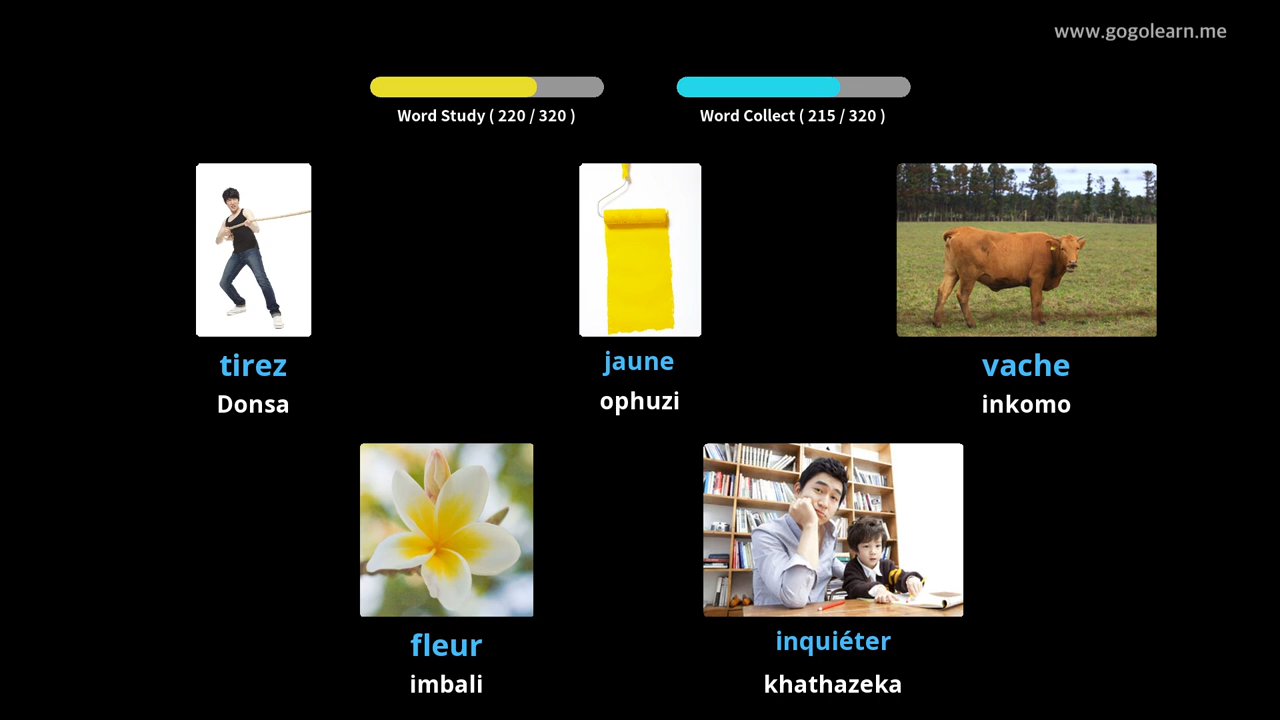 www.gogolearn.me
Word Study ( 220 / 320 )
Word Collect ( 215 / 320 )
tirez
Donsa
jaune
ophuzi
vache
inkomo
fleur
imbali
inquiéter
khathazeka